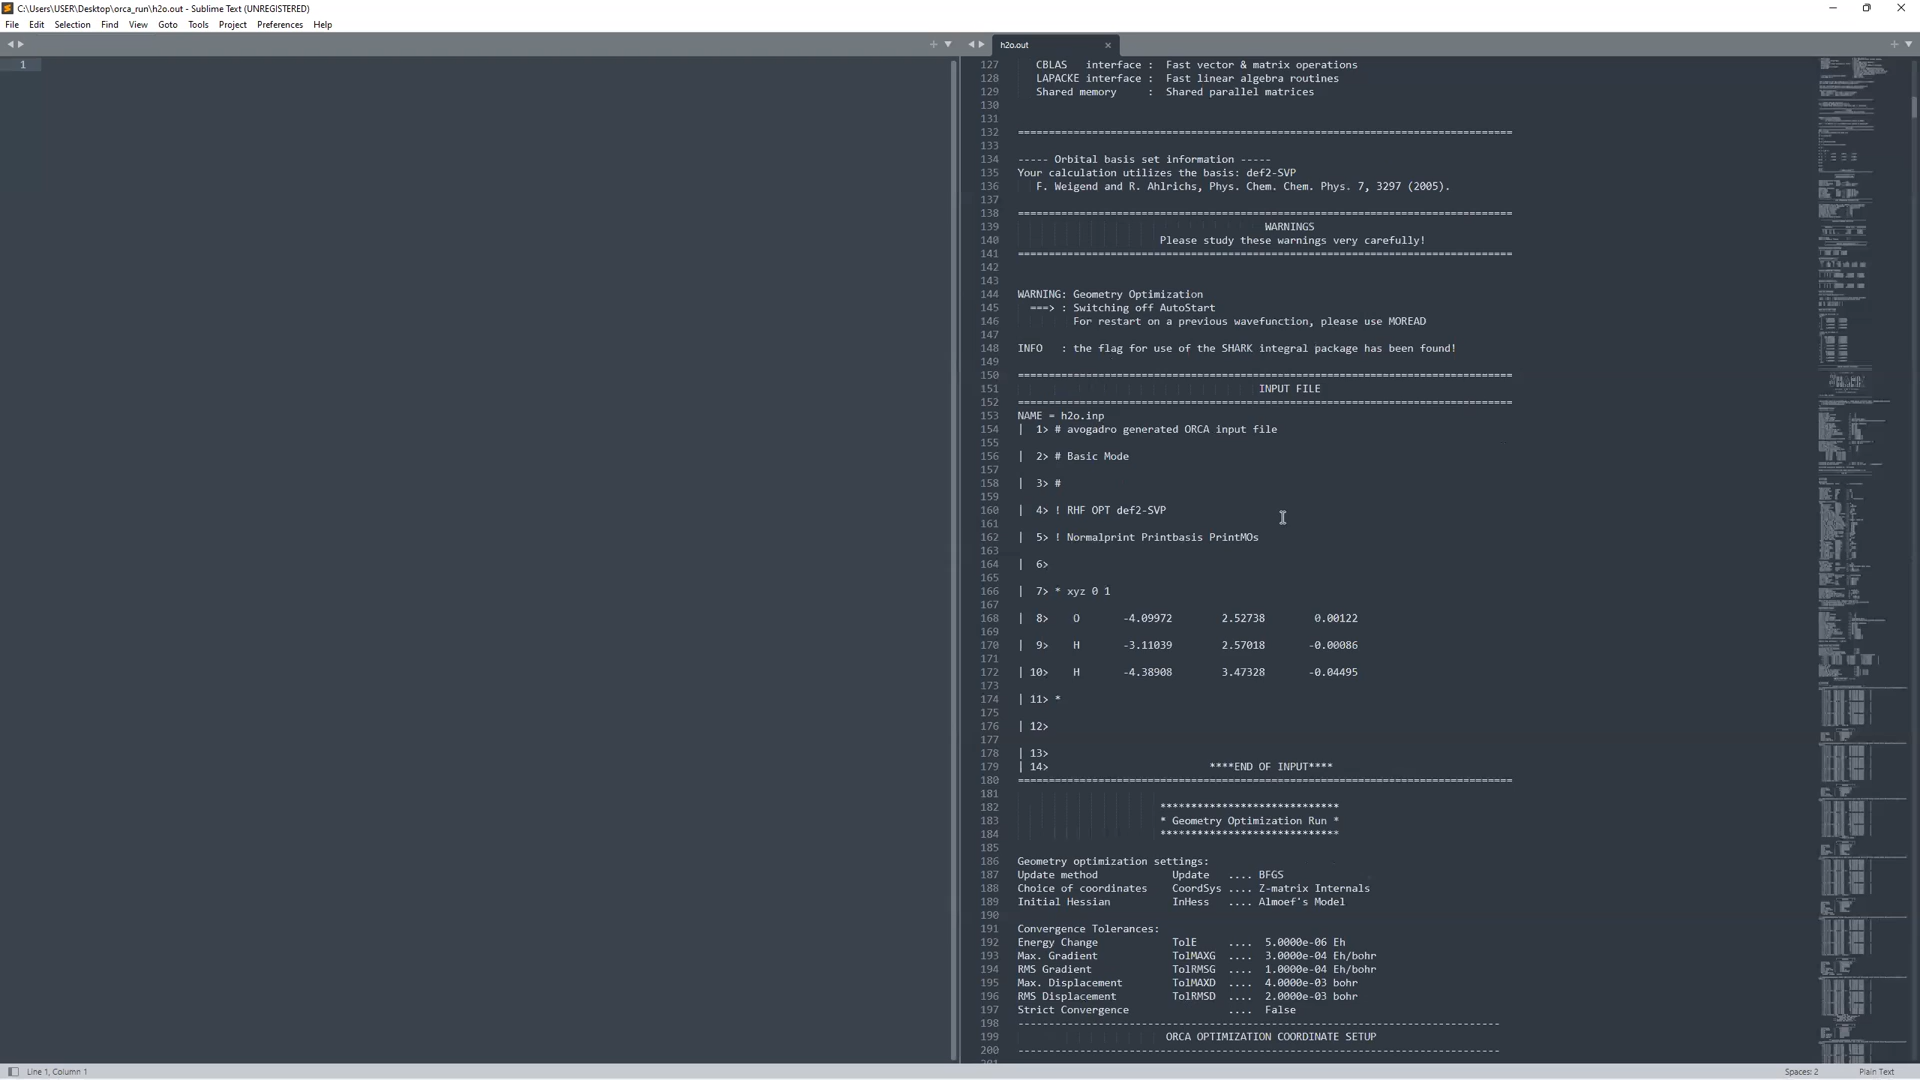 C:\Users\USER\Desktop\orca_run\h2o.out - Sublime Text (UNREGISTERED)
File Edit Selection Find View Goto Tools Project Preferences Help
h2o.out
1
127 CBLAS interface : Fast vector & matrix operations
128 LAPACKE interface : Fast linear algebra routines
129 Shared memory : Shared parallel matrices
130
131
132 ================================================================================
133
134 ----- Orbital basis set information -----
135 Your calculation utilizes the basis: def2-SVP
136 F. Weigend and R. Ahlrichs, Phys. Chem. Chem. Phys. 7, 3297 (2005).
137
138 ================================================================================
139 WARNINGS
140 Please study these warnings very carefully!
141 ================================================================================
142
143
144 WARNING: Geometry Optimization
145 ===> : Switching off AutoStart
146 For restart on a previous wavefunction, please use MOREAD
147
148 INFO : the flag for use of the SHARK integral package has been found!
149
150 ================================================================================
151 INPUT FILE
152 ================================================================================
153 NAME = h2o.inp
154 | 1> # avogadro generated ORCA input file
155
156 | 2> # Basic Mode
157
158 | 3> #
159
160 | 4> ! RHF OPT def2-SVP
161
162 | 5> ! Normalprint Printbasis PrintMOs
163
164 | 6>
165
166 | 7> * xyz 0 1
167
168 | 8> O -4.09972 2.52738 0.00122
169
170 | 9> H -3.11039 2.57018 -0.00086
171
172 | 10> H -4.38908 3.47328 -0.04495
173
174 | 11> *
175
176 | 12>
177
178 | 13>
179 | 14> ****END OF INPUT****
180 ================================================================================
181
182 *****************************
183 * Geometry Optimization Run *
184 *****************************
185
186 Geometry optimization settings:
187 Update method Update .... BFGS
188 Choice of coordinates CoordSys .... Z-matrix Internals
189 Initial Hessian InHess .... Almoef's Model
190
191 Convergence Tolerances:
192 Energy Change TolE .... 5.0000e-06 Eh
193 Max. Gradient TolMAXG .... 3.0000e-04 Eh/bohr
194 RMS Gradient TolRMSG .... 1.0000e-04 Eh/bohr
195 Max. Displacement TolMAXD .... 4.0000e-03 bohr
196 RMS Displacement TolRMSD .... 2.0000e-03 bohr
197 Strict Convergence .... False
198 ------------------------------------------------------------------------------
199 ORCA OPTIMIZATION COORDINATE SETUP
200 ------------------------------------------------------------------------------
Line 1, Column 1
Spaces: 2 Plain Text